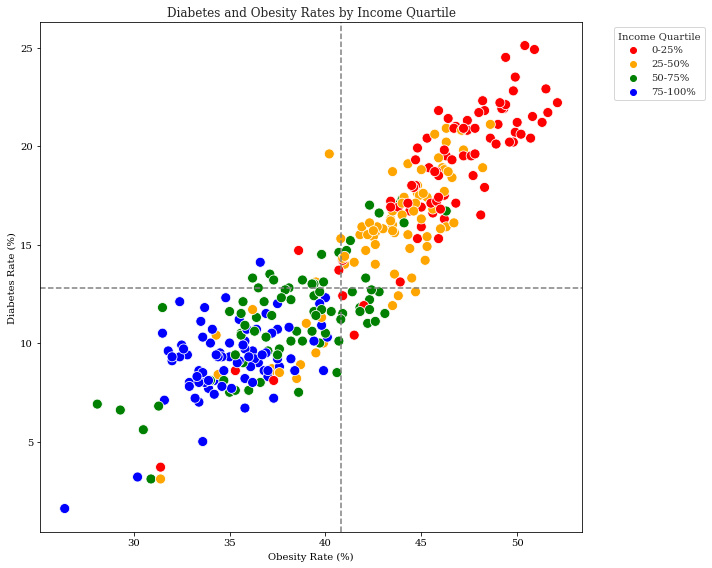 Diabetes and Obesity Rates by Income Quartile
Income Quartile
0-25%
25-50%
50-75%
75-100%
25
20
15
10
5
Diabetes Rate (%)
30 35 40 45 50
Obesity Rate (%)